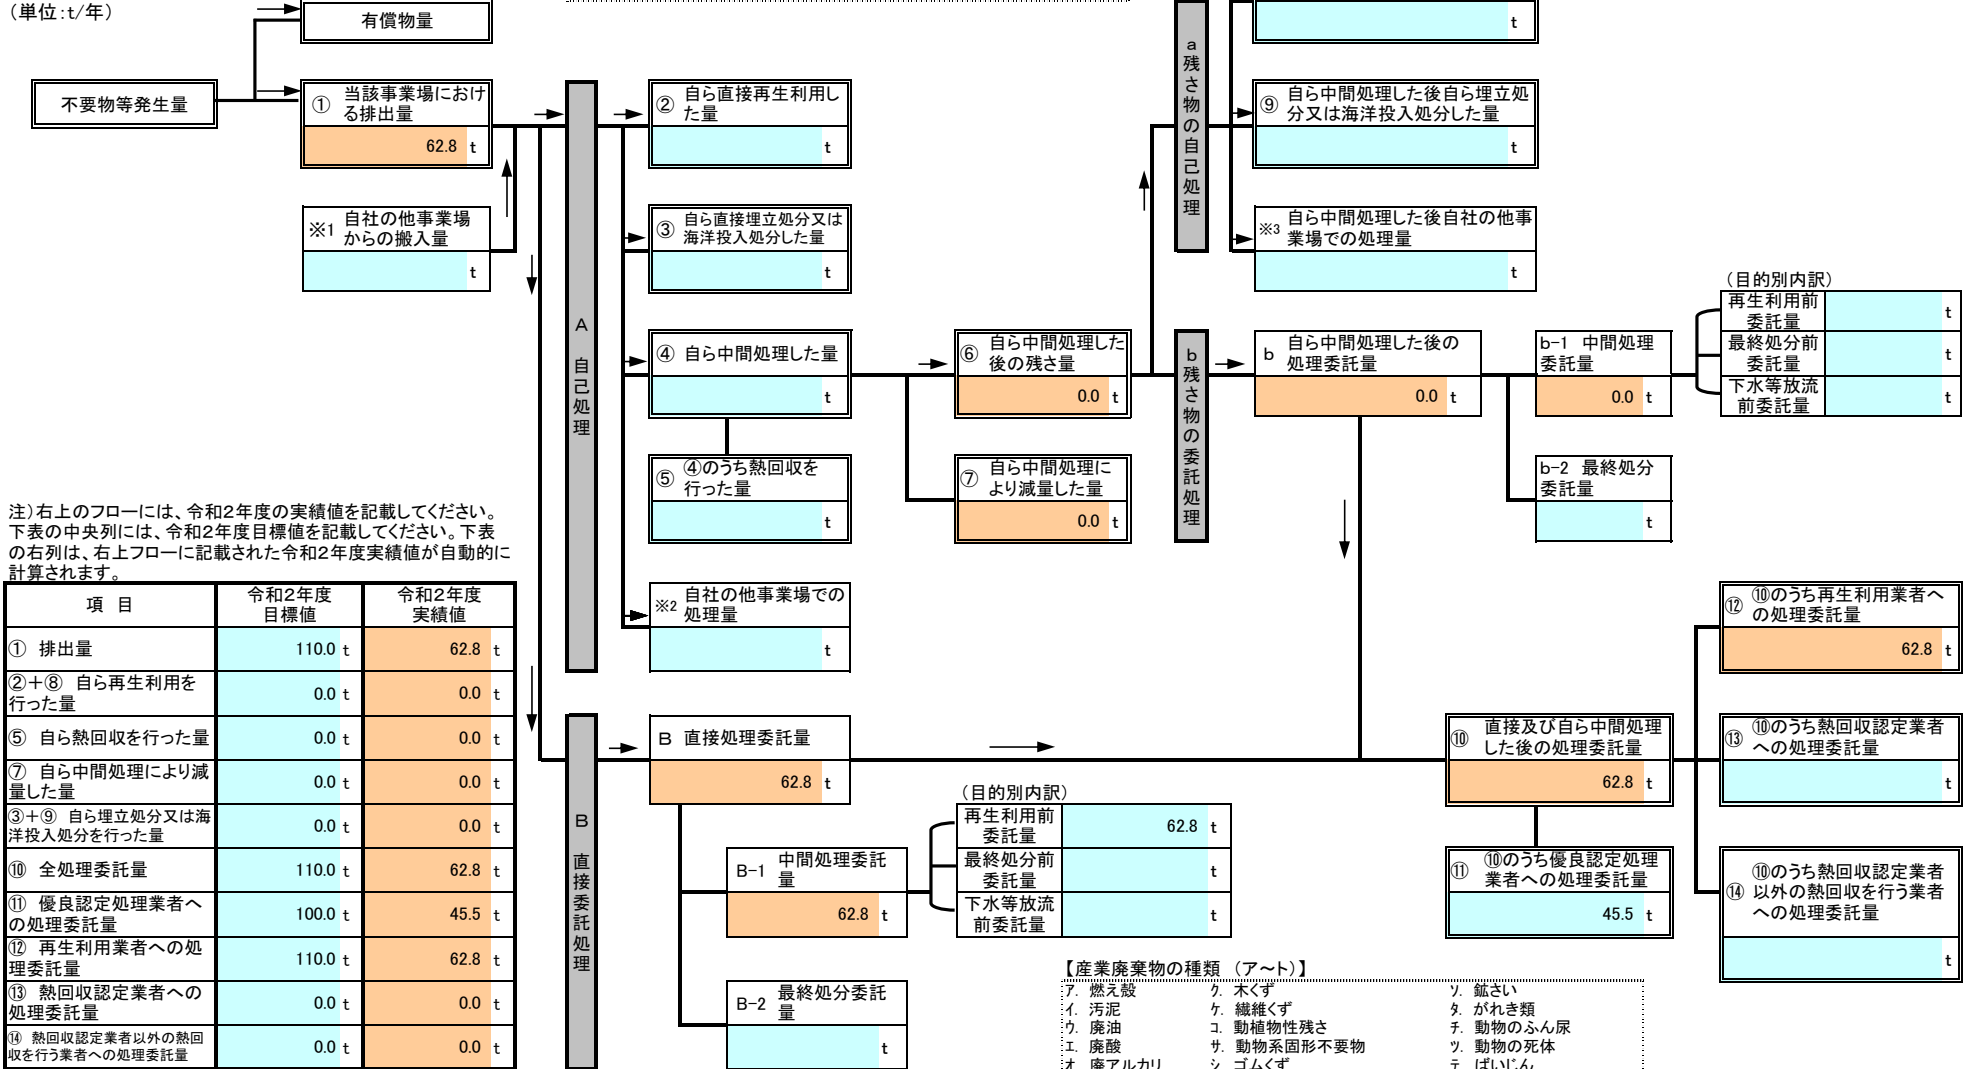 (単位:t/年)
有償物量
不要物等発生量
① 当該事業場におけ
る排出量
62.8 t
※1 自社の他事業場
からの搬入量
t
A 自己処理
② 自ら直接再生利用し
た量
t
③ 自ら直接埋立処分又は
海洋投入処分した量
t
④ 自ら中間処理した量
t
⑤ ④のうち熱回収を
行った量
t
※2 自社の他事業場での
処理量
t
⑥ 自ら中間処理した
後の残さ量
0.0 t
⑦ 自ら中間処理に
より減量した量
0.0 t
a 残さ物の自己処理
t
⑨ 自ら中間処理した後自ら埋立処
分又は海洋投入処分した量
t
※3 自ら中間処理した後自社の他事
業場での処理量
t
b 残さ物の委託処理
b 自ら中間処理した後の
処理委託量
0.0 t
b-1 中間処理
委託量
0.0 t
b-2 最終処分
委託量
t
(目的別内訳)
再生利用前
委託量
t
最終処分前
委託量
t
下水等放流
前委託量
t
注)右上のフローには、令和2年度の実績値を記載してください。
下表の中央列には、令和2年度目標値を記載してください。下表
の右列は、右上フローに記載された令和2年度実績値が自動的に
計算されます。
項 目
令和2年度
目標値
令和2年度
実績値
① 排出量 110.0 t 62.8 t
②+⑧ 自ら再生利用を
行った量
0.0 t 0.0 t
⑤ 自ら熱回収を行った量 0.0 t 0.0 t
⑦ 自ら中間処理により減
量した量
0.0 t 0.0 t
③+⑨ 自ら埋立処分又は海
洋投入処分を行った量
0.0 t 0.0 t
⑩ 全処理委託量 110.0 t 62.8 t
⑪ 優良認定処理業者へ
の処理委託量
100.0 t 45.5 t
⑫ 再生利用業者への処
理委託量
110.0 t 62.8 t
⑬ 熱回収認定業者への
処理委託量
0.0 t 0.0 t
⑭ 熱回収認定業者以外の熱回
収を行う業者への処理委託量
0.0 t 0.0 t
B 直接委託処理
B 直接処理委託量
62.8 t
B-1 中間処理委託
量
62.8 t
B-2 最終処分委託
量
t
(目的別内訳)
再生利用前
委託量
62.8 t
最終処分前
委託量
t
下水等放流
前委託量
t
⑩ 直接及び自ら中間処理
した後の処理委託量
62.8 t
⑪ ⑩のうち優良認定処理
業者への処理委託量
45.5 t
⑫ ⑩のうち再生利用業者へ
の処理委託量
62.8 t
⑬ ⑩のうち熱回収認定業者
への処理委託量
t
⑭ ⑩のうち熱回収認定業者
以外の熱回収を行う業者
への処理委託量
t
【産業廃棄物の種類 (ア~ト)】
ア. 燃え殻 ク. 木くず ソ. 鉱さい
イ. 汚泥 ケ. 繊維くず タ. がれき類
ウ. 廃油 コ. 動植物性残さ チ. 動物のふん尿
エ. 廃酸 サ. 動物系固形不要物 ツ. 動物の死体
オ. 廃アルカリ シ. ゴムくず テ. ばいじん